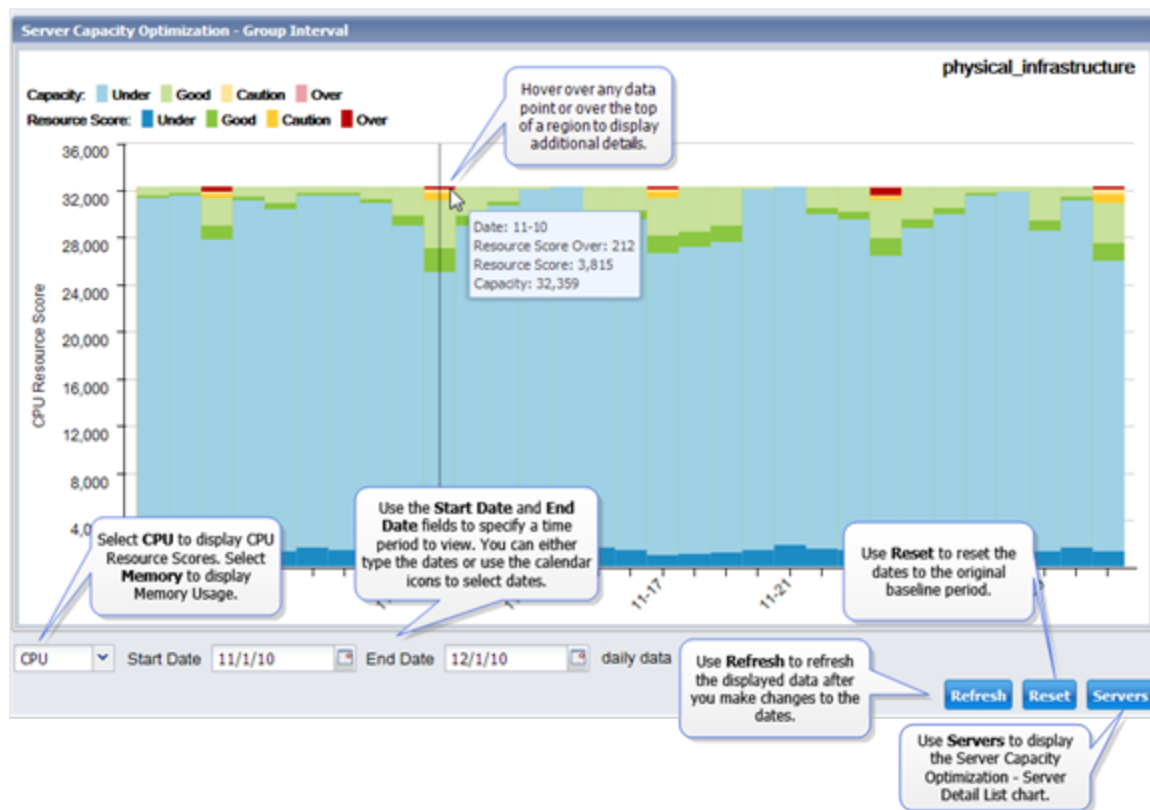 Server Capacity Optimization - Group Interval
physical_infrastructure
Capacity: Under Good Caution Over
Resource Score: Under Good Caution Over
Hover over any data
point or over the top
of a region to display
additional details.
36,000
32,000
28,000
24,000
20,000
16,000
12,000
8,000
CPU Resource Score
Date: 11-10
Resource Score Over: 212
Resource Score: 3,815
Capacity: 32,359
Select CPU to display CPU
Resource Scores. Select
Memory to display
Memory Usage.
Use the Start Date and End
Date fields to specify a time
period to view. You can either
type the dates or use the calendar
icons to select dates.
11-17
11-21
Use Reset to reset the
dates to the original
baseline period.
CPU Start Date 11/1/10 End Date 12/1/10 daily data
Use Refresh to refresh
the displayed data after
you make changes to the
dates.
Refresh Reset Servers
Use Servers to display
the Server Capacity
Optimization - Server
Detail List chart.